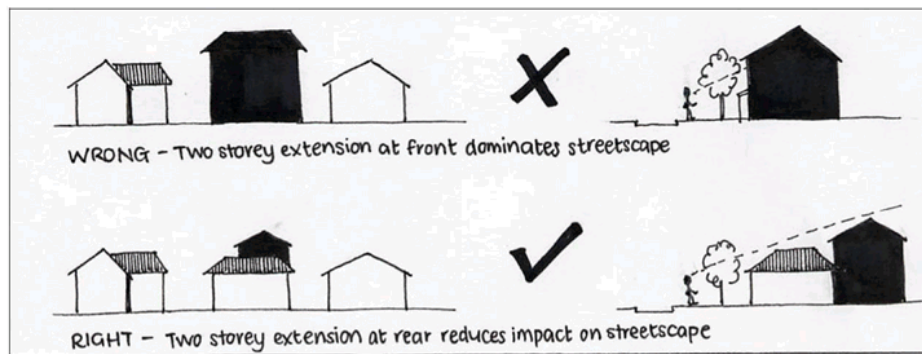 WRONG - Two storey extension at front dominates streetscape
RIGHT - Two storey extension at rear reduces impact on streetscape